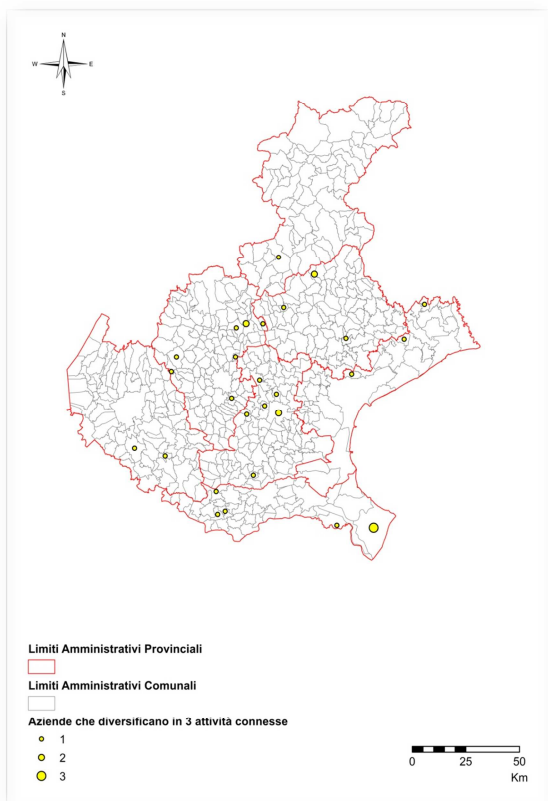 N
W E
S
Limiti Amministrativi Provinciali
Limiti Amministrativi Comunali
Aziende che diversificano in 3 attività connesse
1
2
3
0 25 50
Km